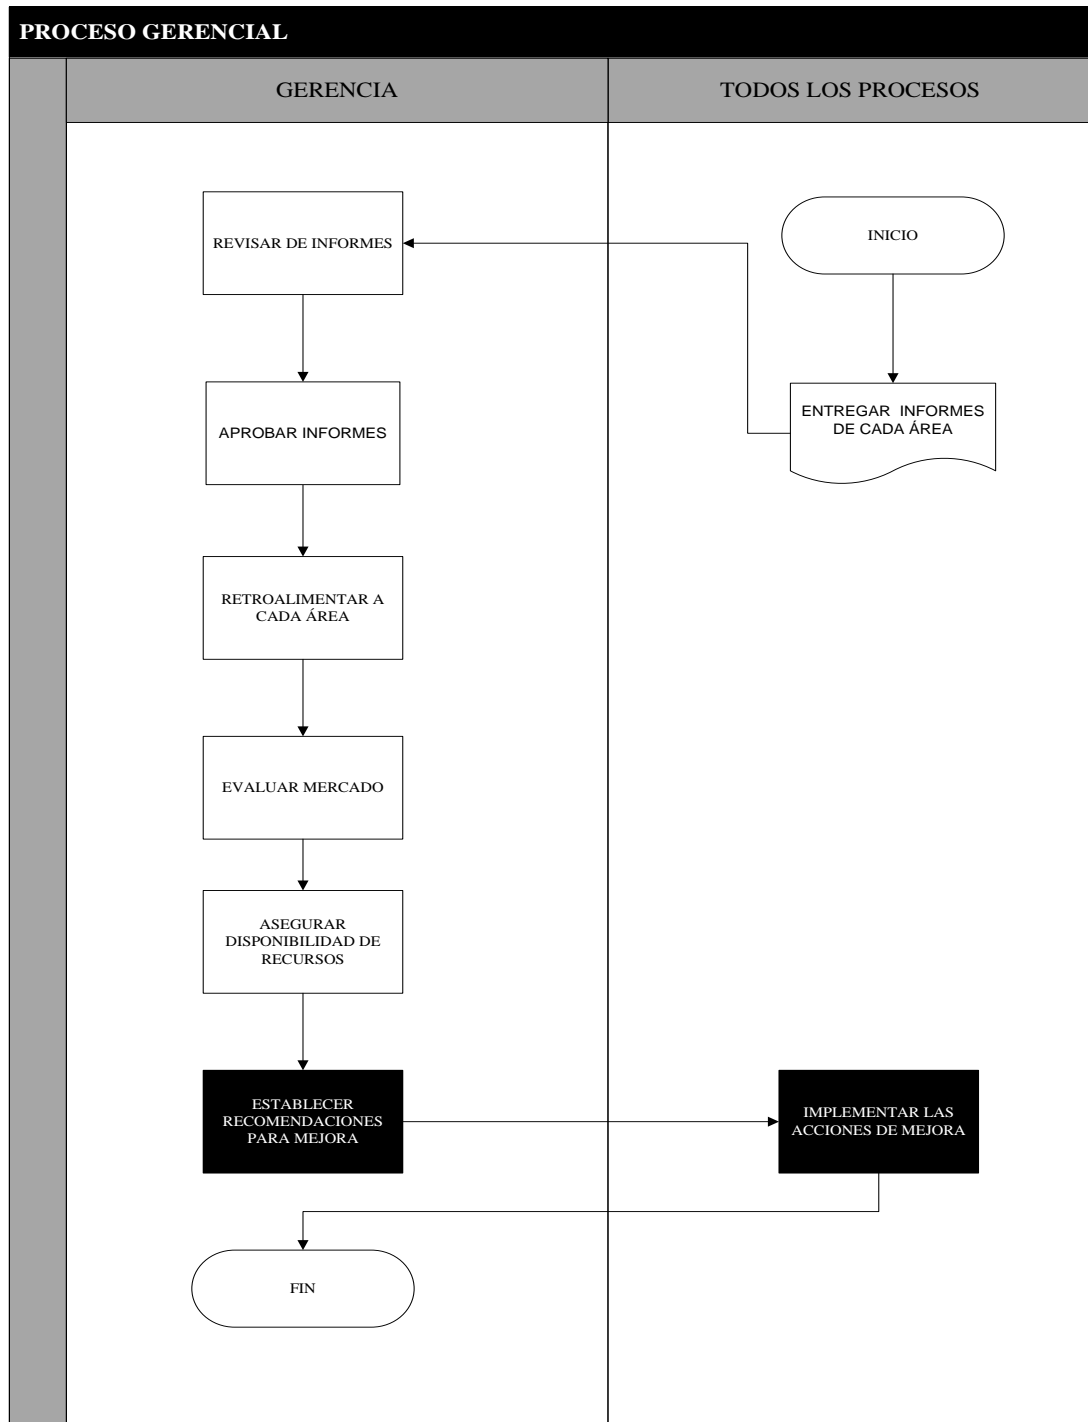 PROCESO GERENCIAL
GERENCIA
TODOS LOS PROCESOS
INICIO
ENTREGAR INFORMES
DE CADA ÁREA
REVISAR DE INFORMES
APROBAR INFORMES
RETROALIMENTAR A
CADA ÁREA
EVALUAR MERCADO
ASEGURAR
DISPONIBILIDAD DE
RECURSOS
ESTABLECER
RECOMENDACIONES
PARA MEJORA
IMPLEMENTAR LAS
ACCIONES DE MEJORA
FIN